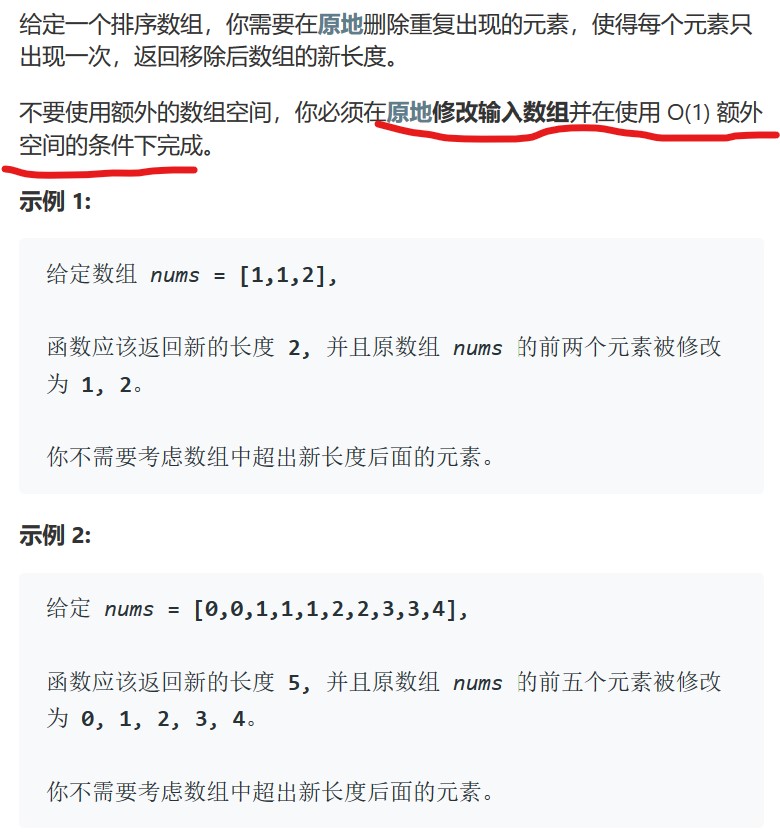 给定一个排序数组，你需要在原地删除重复出现的元素，使得每个元素只
出现一次，返回移除后数组的新长度。
不要使用额外的数组空间，你必须在原地修改输入数组并在使用 O(1) 额外
空间的条件下完成。
示例 1:
给定数组 nums = [1,1,2],
函数应该返回新的长度 2, 并且原数组 nums 的前两个元素被修改
为 1, 2。
你不需要考虑数组中超出新长度后面的元素。
示例 2:
给定 nums = [0,0,1,1,1,2,2,3,3,4],
函数应该返回新的长度 5, 并且原数组 nums 的前五个元素被修改
为 0, 1, 2, 3, 4。
你不需要考虑数组中超出新长度后面的元素。